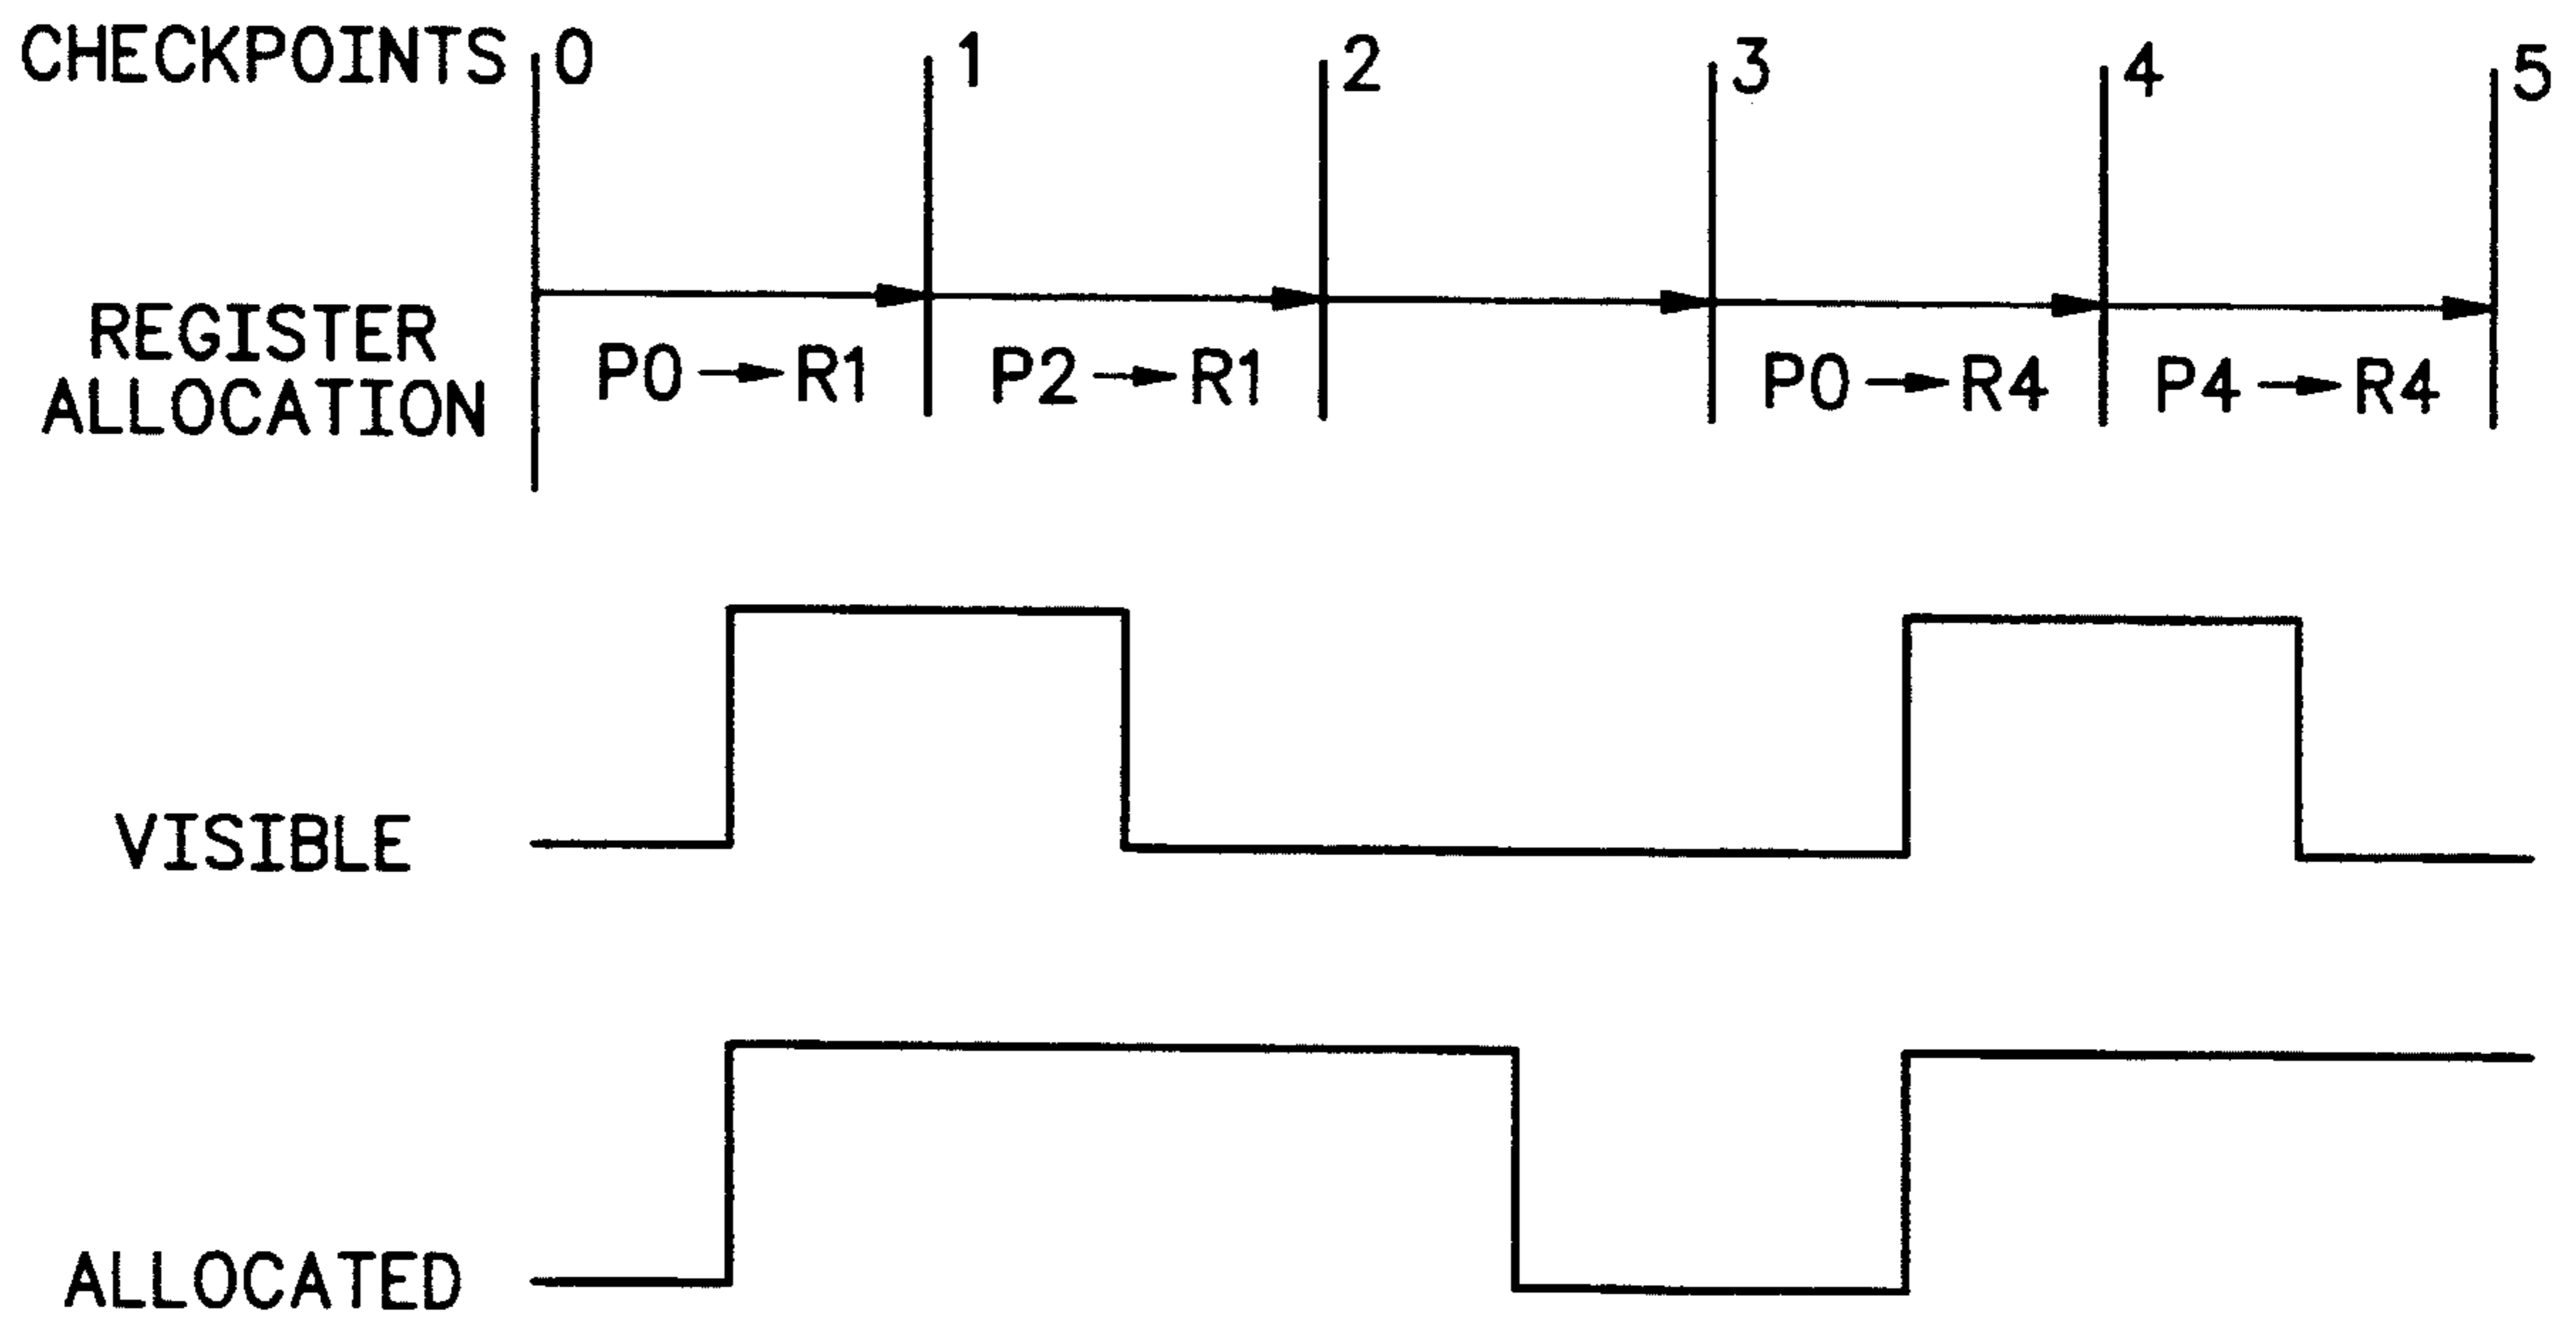 CHECKPOINTS 0 1 2 3 4 5
REGISTER
ALLOCATION
P0 → R1 P2 → R1 P0 → R4 P4 → R4
VISIBLE
ALLOCATED